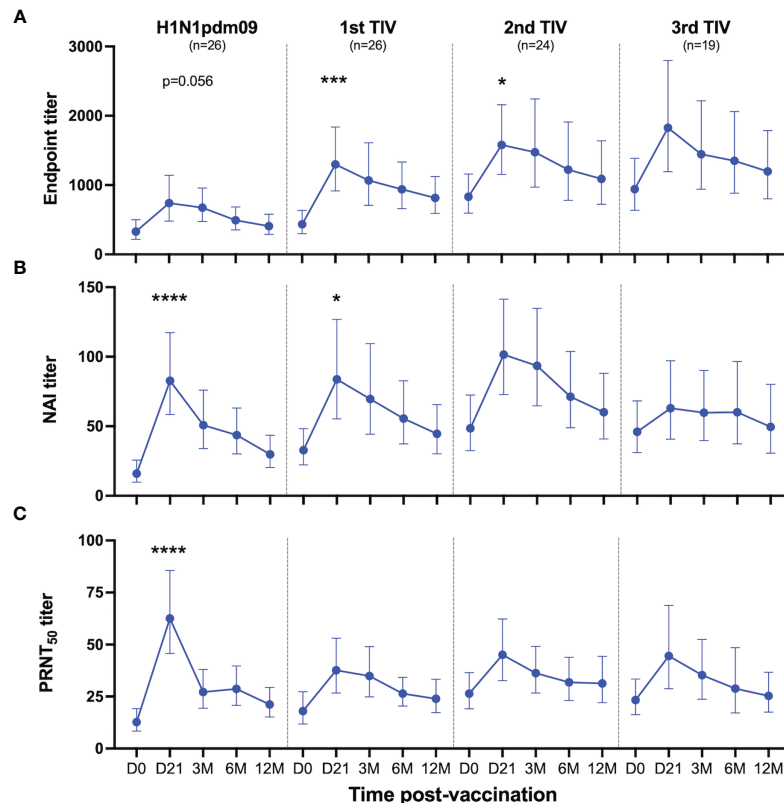 A
H1N1pdm09 1st TIV 2nd TIV 3rd TIV
(n=26) (n=26) (n=24) (n=19)
Endpoint titer
3000
2000
1000
0
p=0.056 *** *
B
NAI titer
150
100
50
0
**** *
C
PRNT50 titer
100
75
50
25
0
****
D0 D21 3M 6M 12M D0 D21 3M 6M 12M D0 D21 3M 6M 12M D0 D21 3M 6M 12M
Time post-vaccination